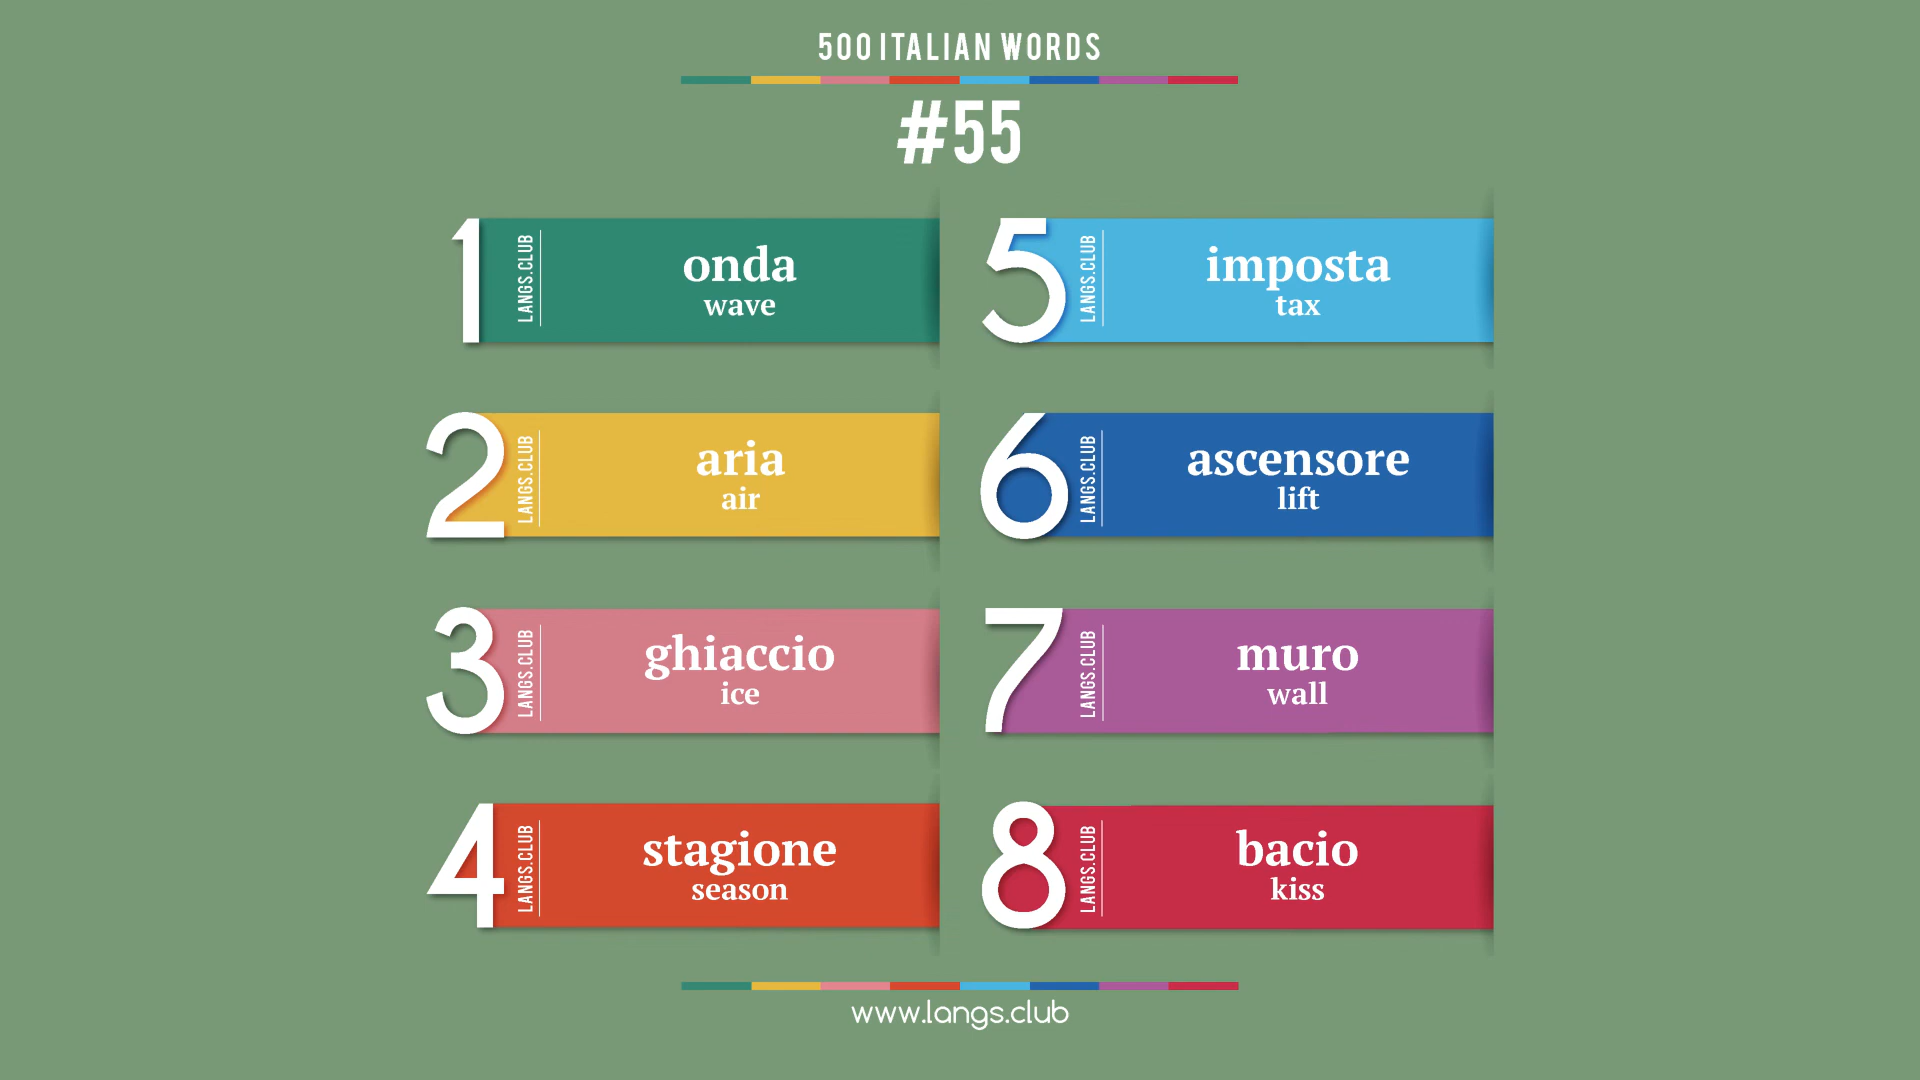 500 ITALIAN WORDS
#55
1
LANGS.CLUB
onda
wave
2
LANGS.CLUB
aria
air
3
LANGS.CLUB
ghiaccio
ice
4
LANGS.CLUB
stagione
season
5
LANGS.CLUB
imposta
tax
6
LANGS.CLUB
ascensore
lift
7
LANGS.CLUB
muro
wall
8
LANGS.CLUB
bacio
kiss
www.langs.club